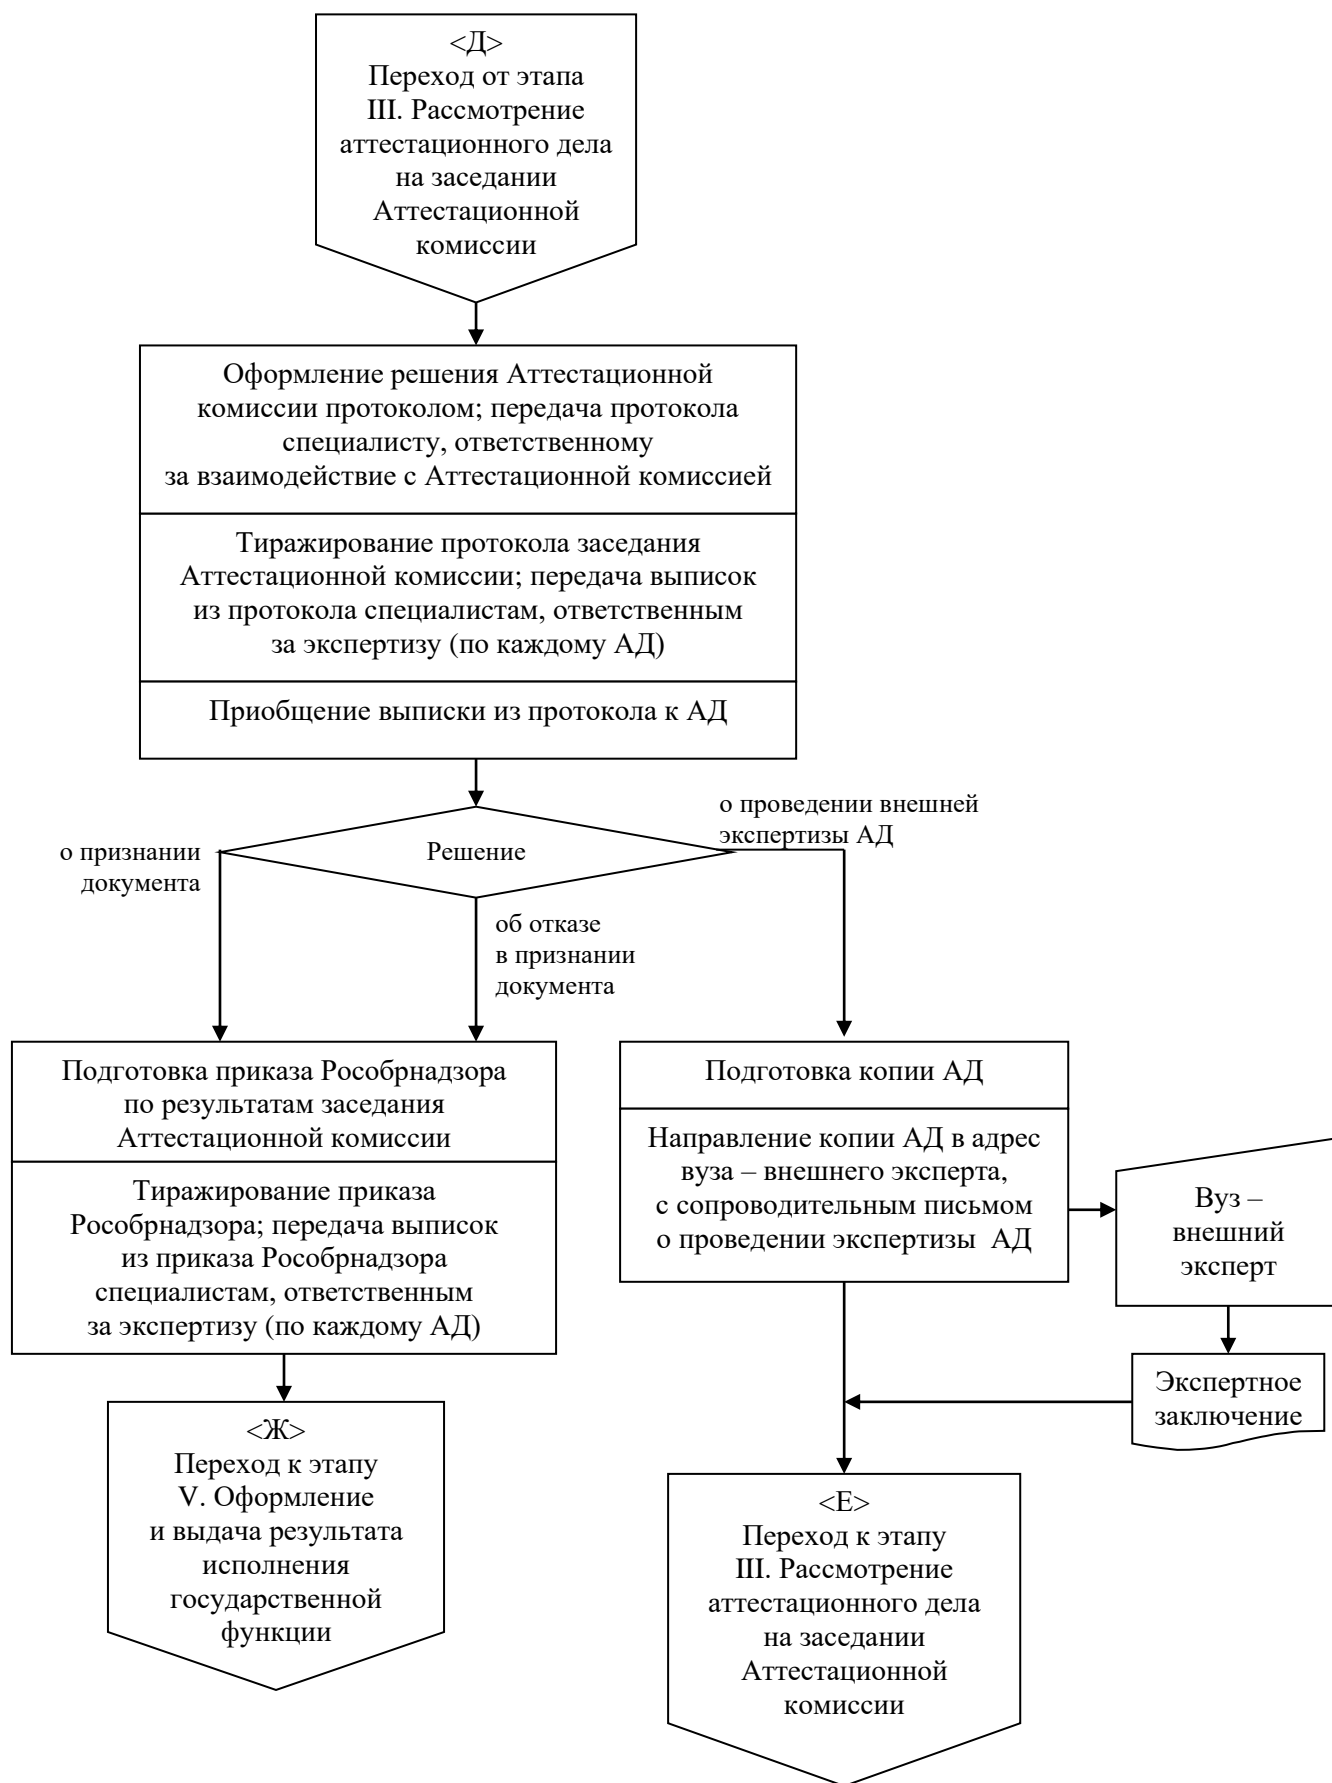 <Д>
Переход от этапа
III. Рассмотрение
аттестационного дела
на заседании
Аттестационной
комиссии
Оформление решения Аттестационной
комиссии протоколом; передача протокола
специалисту, ответственному
за взаимодействие с Аттестационной комиссией
Тиражирование протокола заседания
Аттестационной комиссии; передача выписок
из протокола специалистам, ответственным
за экспертизу (по каждому АД)
Приобщение выписки из протокола к АД
о проведении внешней
экспертизы АД
Решение
о признании
документа
об отказе
в признании
документа
Подготовка приказа Рособрнадзора
по результатам заседания
Аттестационной комиссии
Тиражирование приказа
Рособрнадзора; передача выписок
из приказа Рособрнадзора
специалистам, ответственным
за экспертизу (по каждому АД)
Подготовка копии АД
Направление копии АД в адрес
вуза – внешнего эксперта,
с сопроводительным письмом
о проведении экспертизы  АД
Вуз –
внешний
эксперт
Экспертное
заключение
<Ж>
Переход к этапу
V. Оформление
и выдача результата
исполнения
государственной
функции
<Е>
Переход к этапу
III. Рассмотрение
аттестационного дела
на заседании
Аттестационной
комиссии